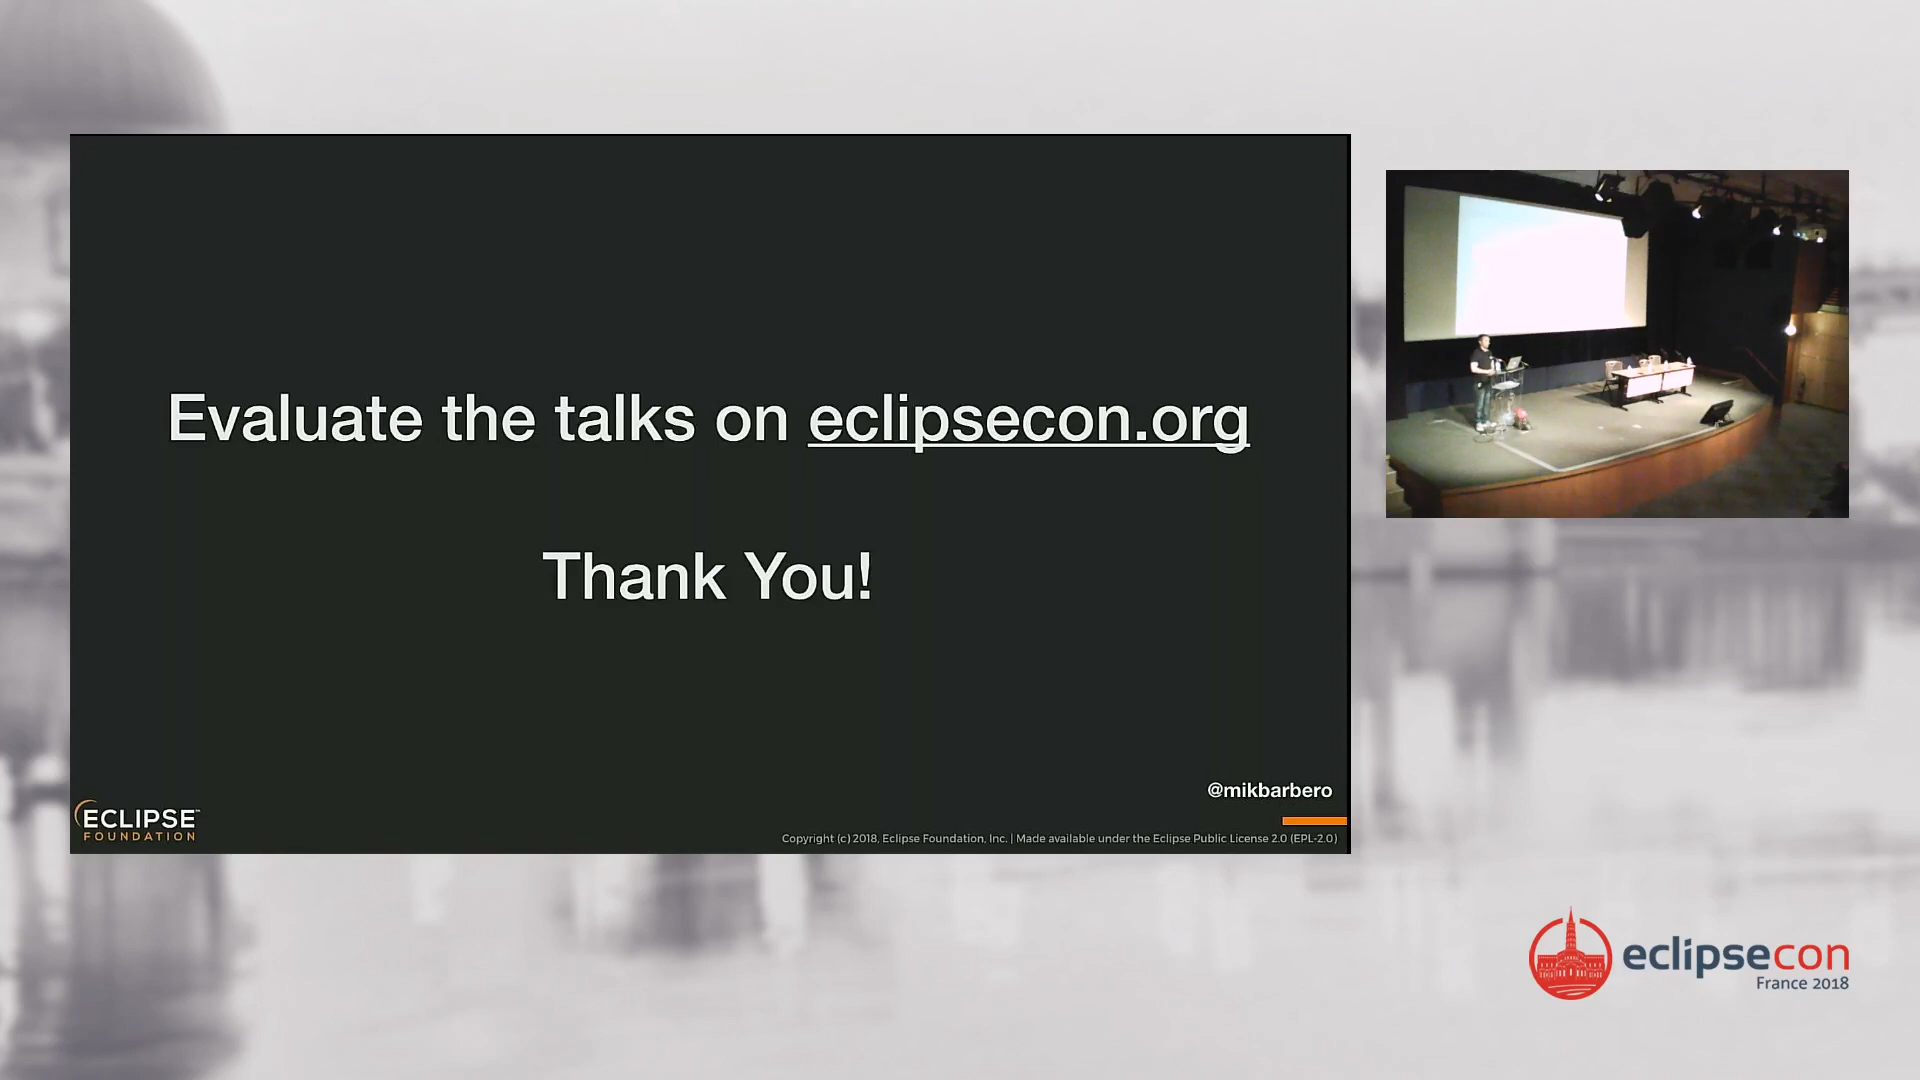 Evaluate the talks on eclipsecon.org
Thank You!
@mikbarbero
ECLIPSE™
FOUNDATION
Copyright (c) 2018, Eclipse Foundation, Inc. | Made available under the Eclipse Public License 2.0 (EPL-2.0)
eclipsecon
France 2018